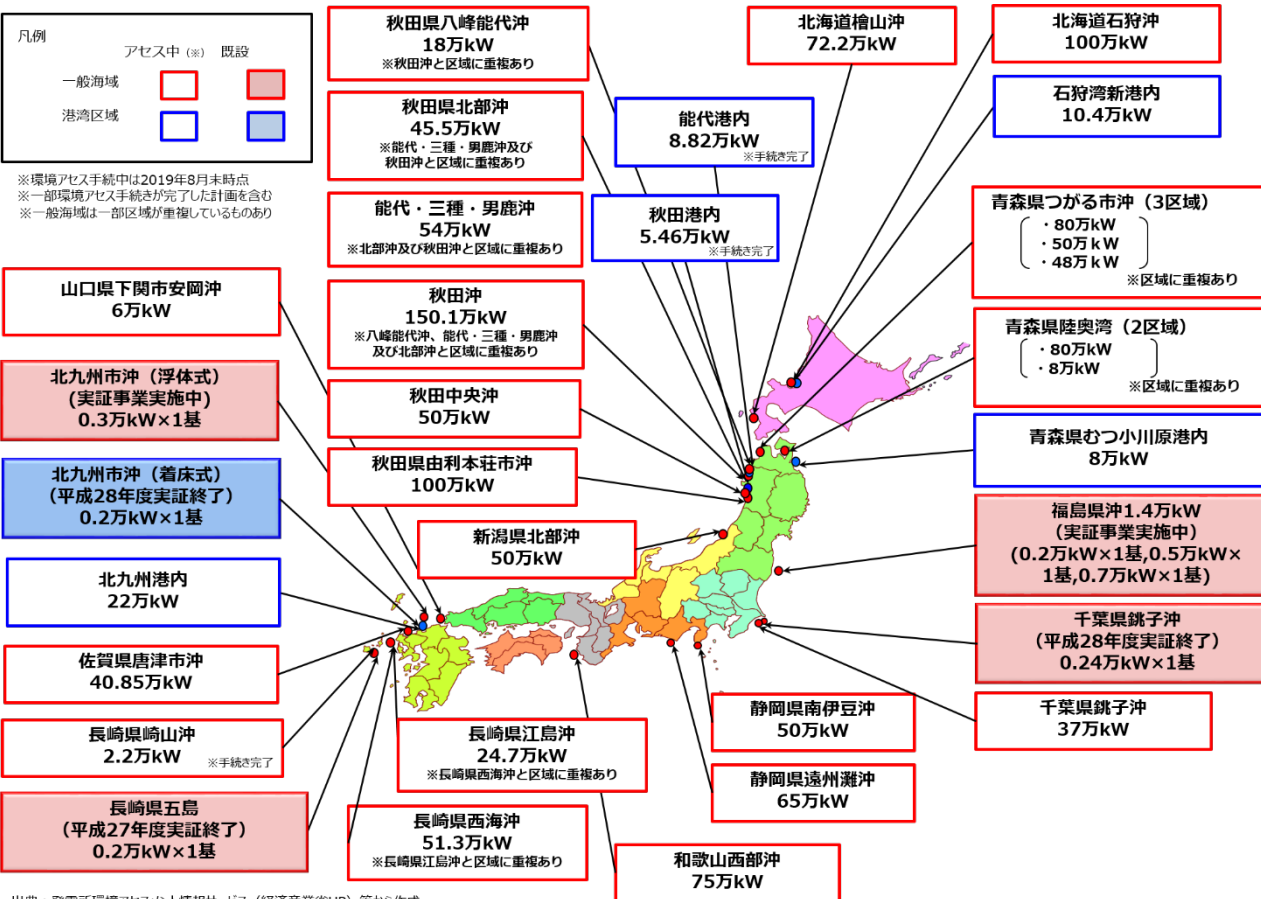 凡例
アセス中（※） 既設
一般海域
港湾区域
※環境アセス手続中は2019年8月末時点
※一部環境アセス手続きが完了した計画を含む
※一般海域は一部区域が重複しているものあり
秋田県八峰能代沖
18万kW
※秋田沖と区域に重複あり
秋田県北部沖
45.5万kW
※能代・三種・男鹿沖及び
秋田沖と区域に重複あり
能代・三種・男鹿沖
54万kW
※北部沖及び秋田沖と区域に重複あり
秋田沖
150.1万kW
※八峰能代沖、能代・三種・男鹿沖
及び北部沖と区域に重複あり
秋田中央沖
50万kW
秋田県由利本荘市沖
100万kW
新潟県北部沖
50万kW
能代港内
8.82万kW
※手続き完了
秋田港内
5.46万kW
※手続き完了
北海道檜山沖
72.2万kW
北海道石狩沖
100万kW
石狩湾新港内
10.4万kW
青森県つがる市沖（3区域）
・80万kW
・50万ｋW
・48万ｋW
※区域に重複あり
青森県陸奥湾（2区域）
・80万kW
・8万kW
※区域に重複あり
青森県むつ小川原港内
8万kW
福島県沖1.4万kW
(実証事業実施中)
(0.2万kW×1基,0.5万kW×
1基,0.7万kW×1基)
千葉県銚子沖
(平成28年度実証終了)
0.24万kW×1基
千葉県銚子沖
37万kW
静岡県南伊豆沖
50万kW
静岡県遠州灘沖
65万kW
和歌山西部沖
75万kW
山口県下関市安岡沖
6万kW
北九州市沖（浮体式）
(実証事業実施中)
0.3万kW×1基
北九州市沖（着床式）
（平成28年度実証終了）
0.2万kW×1基
北九州港内
22万kW
佐賀県唐津市沖
40.85万kW
長崎県崎山沖
2.2万kW
※手続き完了
長崎県五島
（平成27年度実証終了）
0.2万kW×1基
長崎県江島沖
24.7万kW
※長崎県西海沖と区域に重複あり
長崎県西海沖
51.3万kW
※長崎県江島沖と区域に重複あり